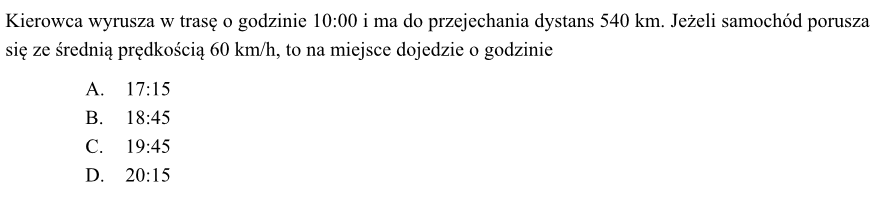 Kierowca wyrusza w trasę o godzinie 10:00 i ma do przejechania dystans 540 km. Jeżeli samochód porusza
się ze średnią prędkością 60 km/h, to na miejsce dojedzie o godzinie
A. 17:15
B. 18:45
C. 19:45
D. 20:15